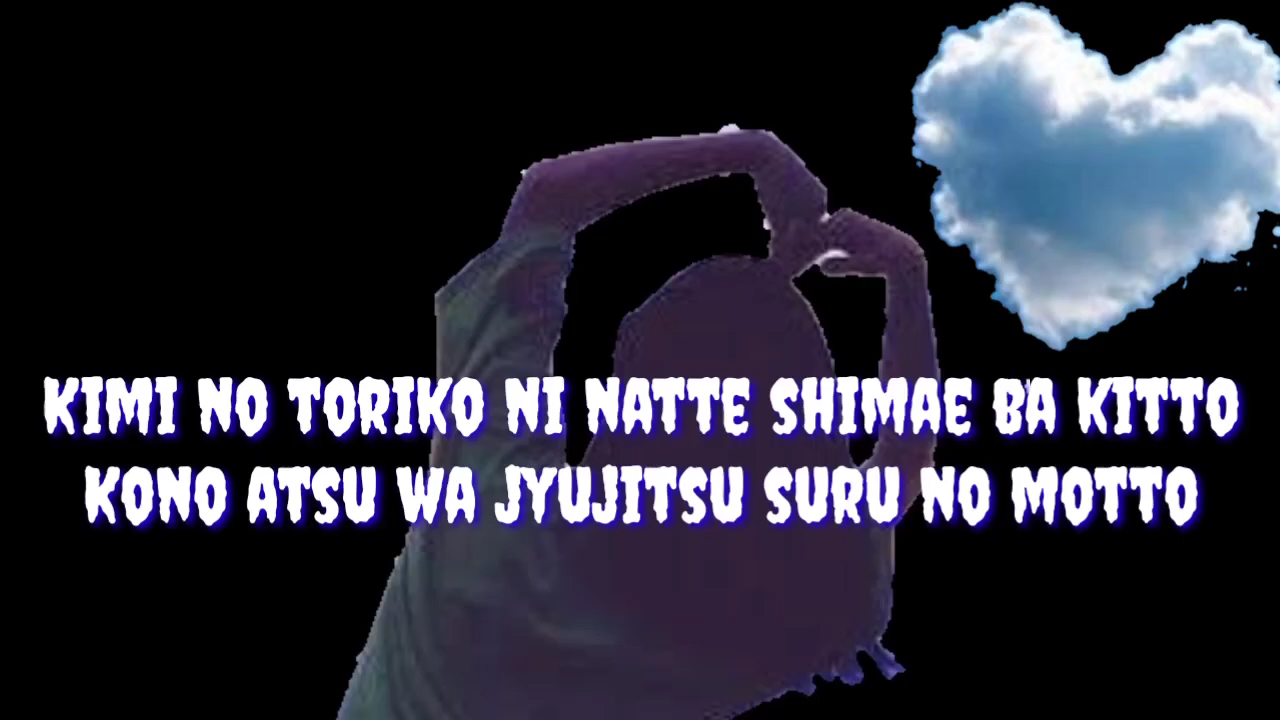 KIMI NO TORIKO NI NATTE SHIMAE BA KITTO
KONO ATSU WA JYUJITSU SURU NO MOTTO